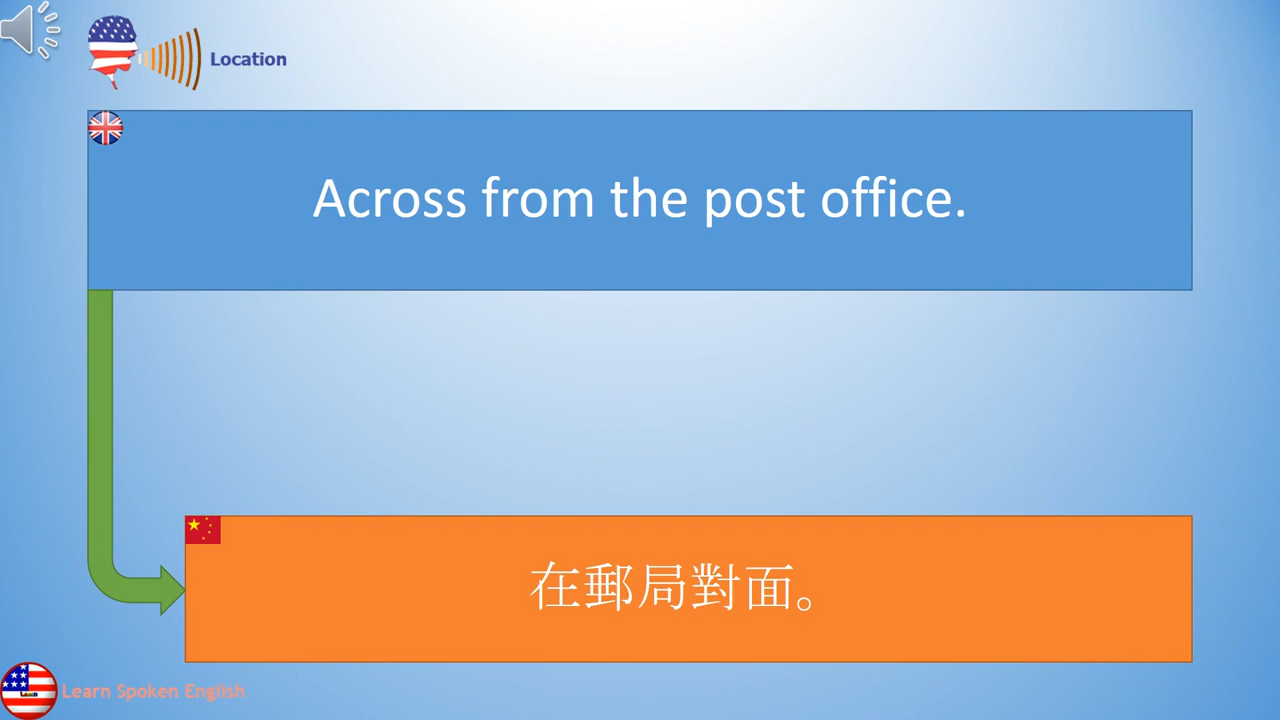 Location
Across from the post office.
在郵局對面。
Learn Spoken English